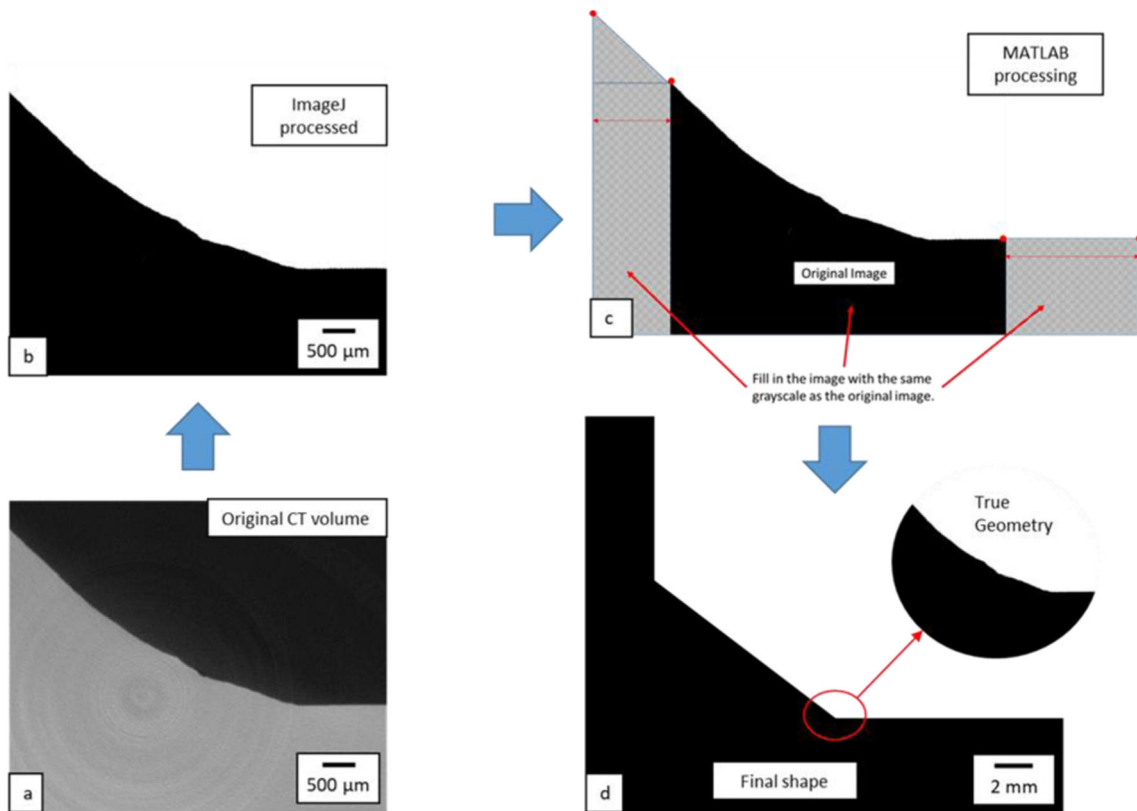 ImageJ
processed
500 µm
b
MATLAB
processing
Original Image
c
Fill in the image with the same
grayscale as the original image.
Original CT volume
500 µm
a
True
Geometry
Final shape
2 mm
d